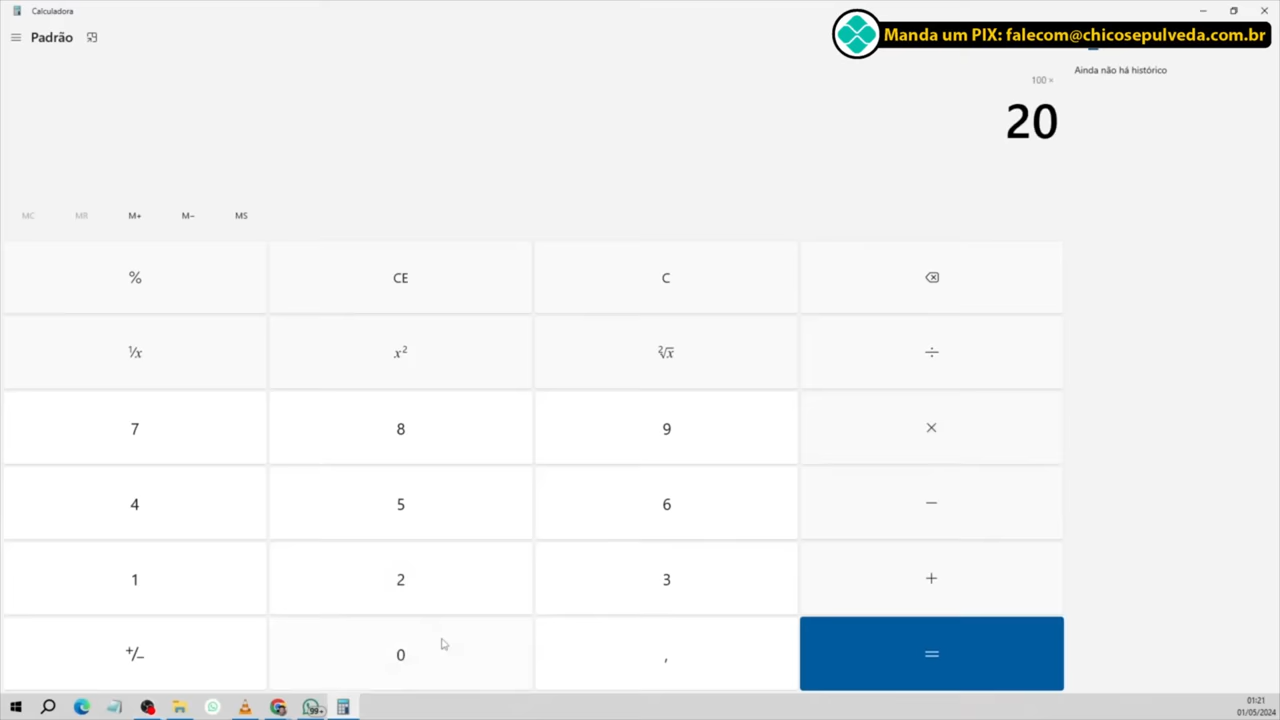 Calculadora
Padrão
Manda um PIX: falecom@chicosepulveda.com.br
Ainda não há histórico
100 ×
20
MC MR M+ M− MS
% CE C
⅟x x² ²√x ÷
7 8 9 ×
4 5 6 −
1 2 3 +
+/− 0 , =
99+
01:21
01/05/2024